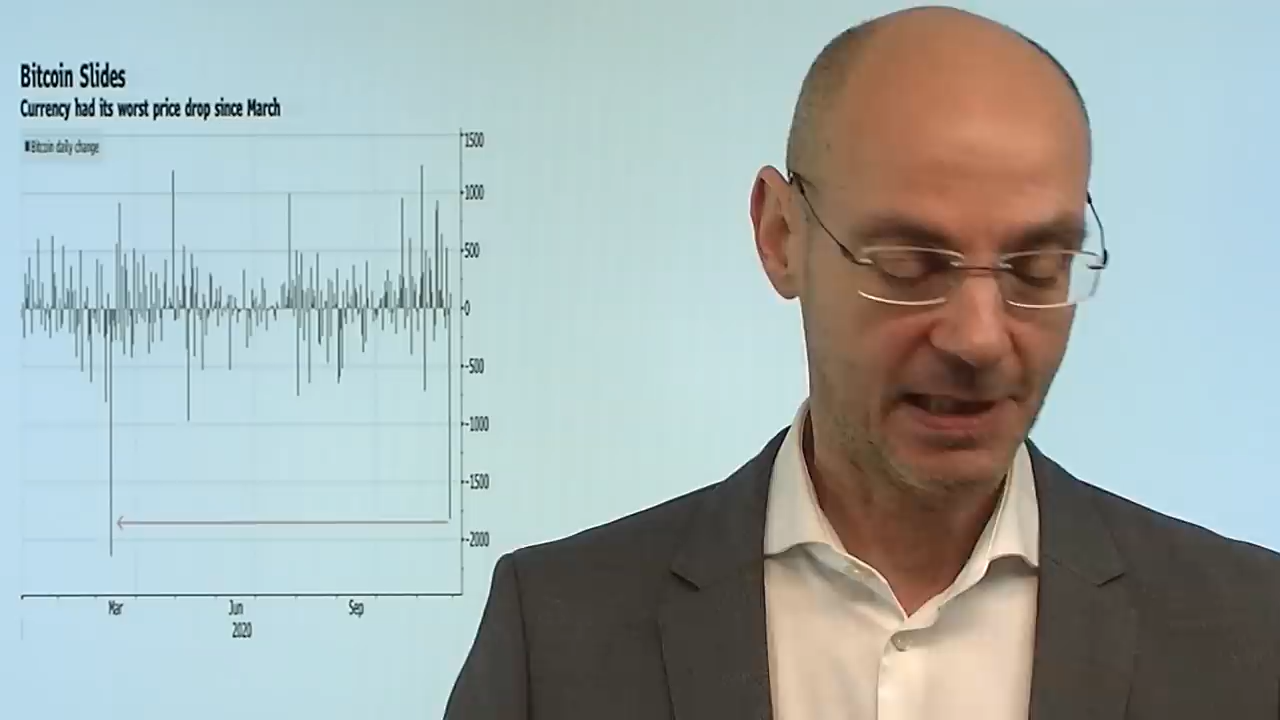 Bitcoin Slides
Currency had its worst price drop since March
Bitcoin daily change
1500
1000
500
0
-500
-1000
-1500
-2000
Mar Jun Sep
2020